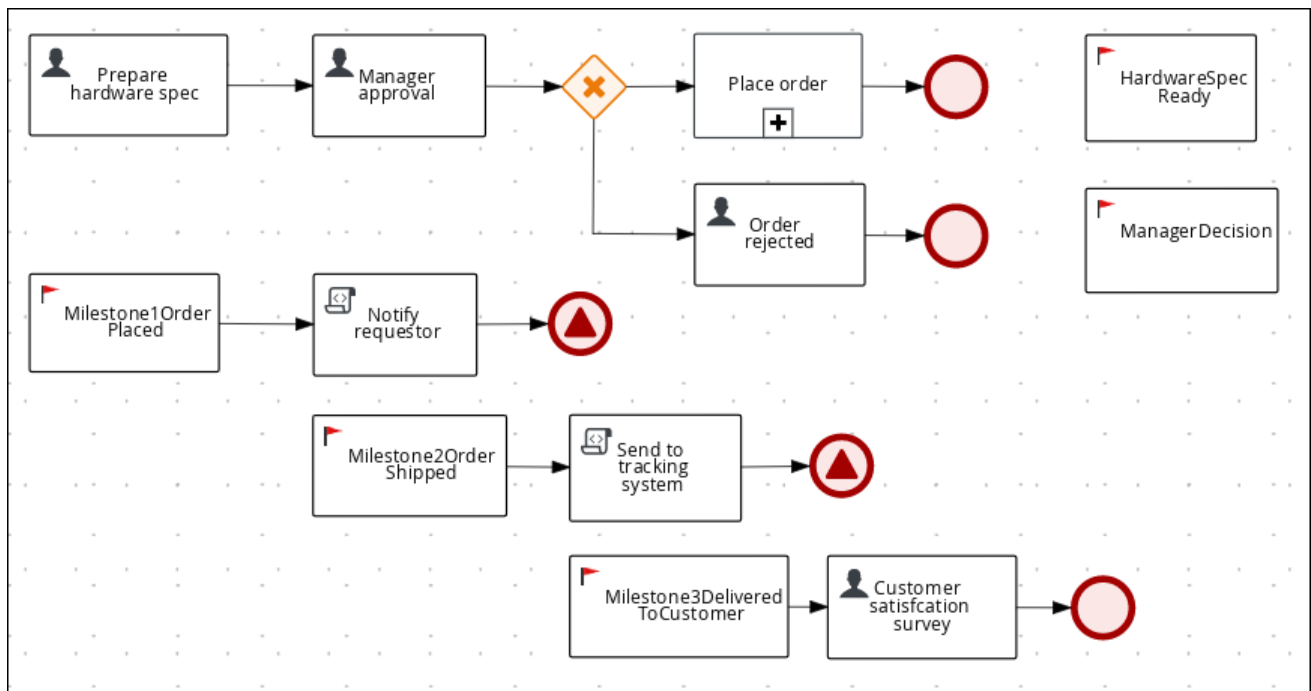 Prepare
hardware spec
Manager
approval
Place order
HardwareSpec
Ready
Order
rejected
ManagerDecision
Milestone1Order
Placed
Notify
requestor
Milestone2Order
Shipped
Send to
tracking
system
Milestone3Delivered
ToCustomer
Customer
satisfcation
survey